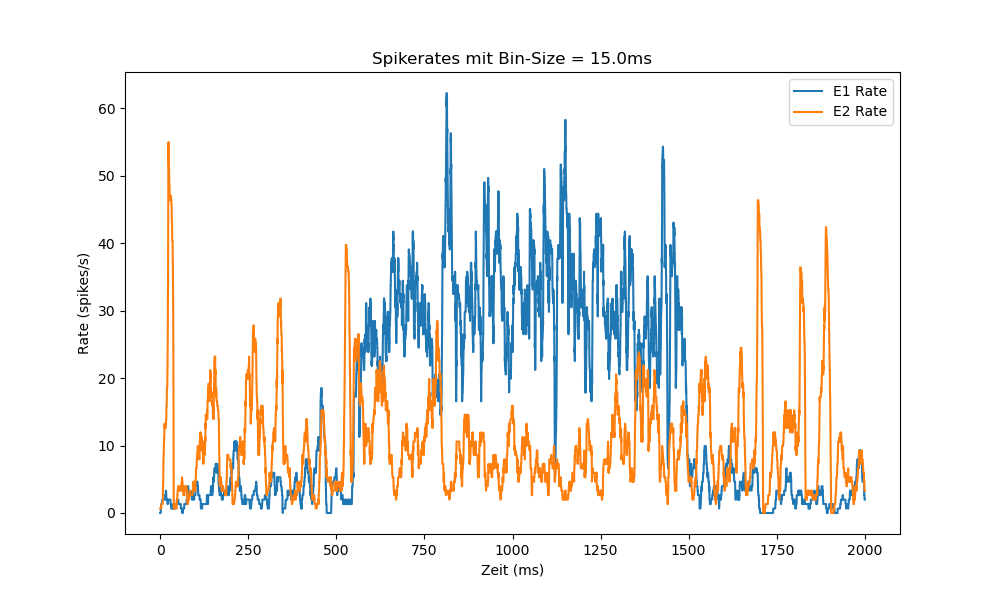 Spikerates mit Bin-Size = 15.0ms
E1 Rate
E2 Rate
Rate (spikes/s)
60
50
40
30
20
10
0
0 250 500 750 1000 1250 1500 1750 2000
Zeit (ms)